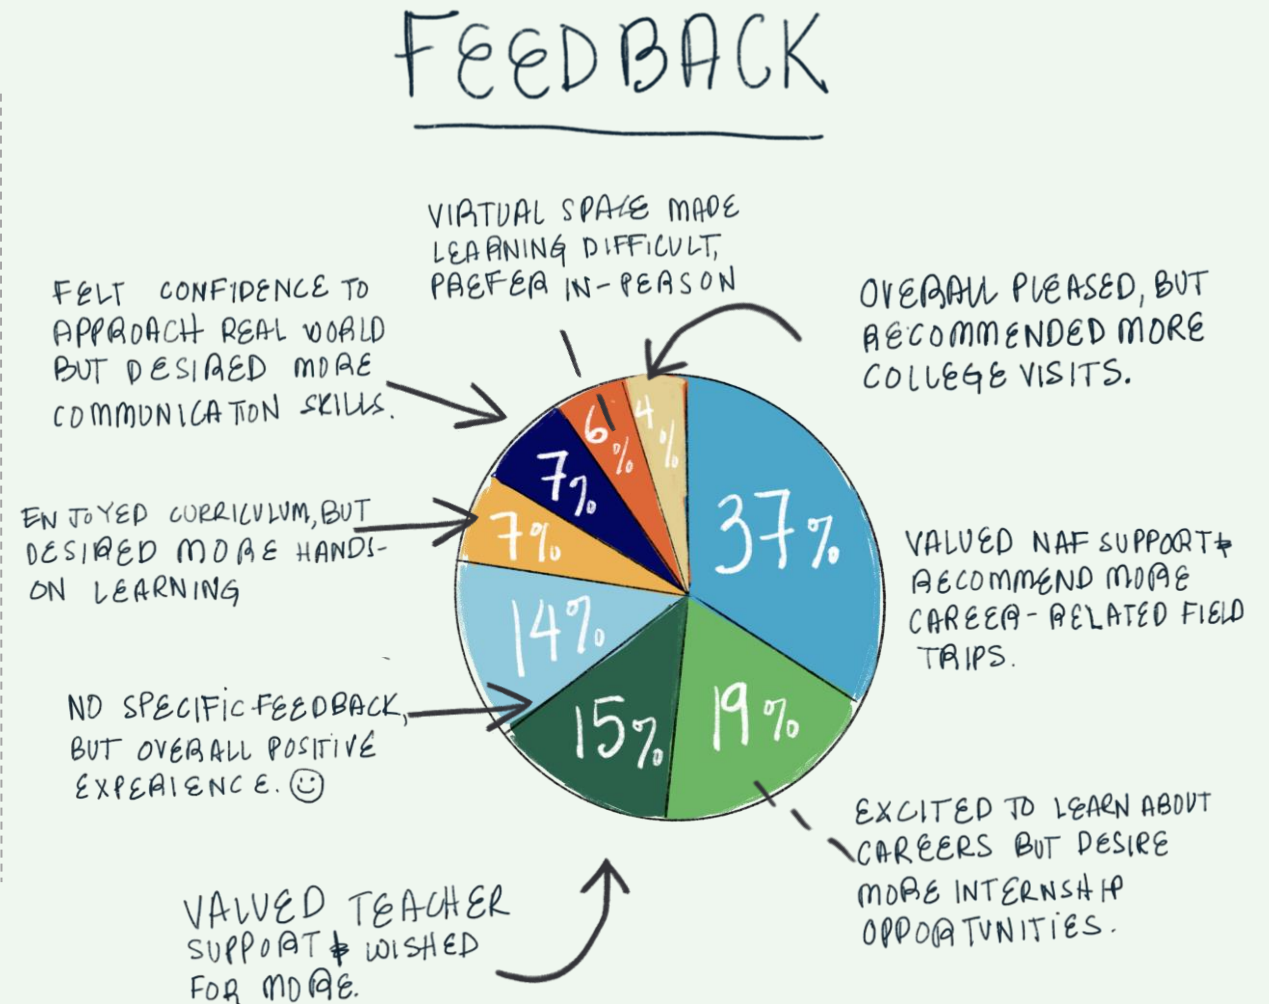 FEEDBACK
VIRTUAL SPACE MADE
LEARNING DIFFICULT,
PREFER IN-PERSON
FELT CONFIDENCE TO
APPROACH REAL WORLD
BUT DESIRED MORE
COMMUNICATION SKILLS.
OVERALL PLEASED, BUT
RECOMMENDED MORE
COLLEGE VISITS.
ENJOYED CURRICULUM, BUT
DESIRED MORE HANDS-
ON LEARNING
6%
4%
7%
7%
37%
14%
15%
19%
VALUED NAF SUPPORT &
RECOMMEND MORE
CAREER-RELATED FIELD
TRIPS.
NO SPECIFIC FEEDBACK,
BUT OVERALL POSITIVE
EXPERIENCE. ☺
EXCITED TO LEARN ABOUT
CAREERS BUT DESIRE
MORE INTERNSHIP
OPPORTUNITIES.
VALUED TEACHER
SUPPORT & WISHED
FOR MORE.